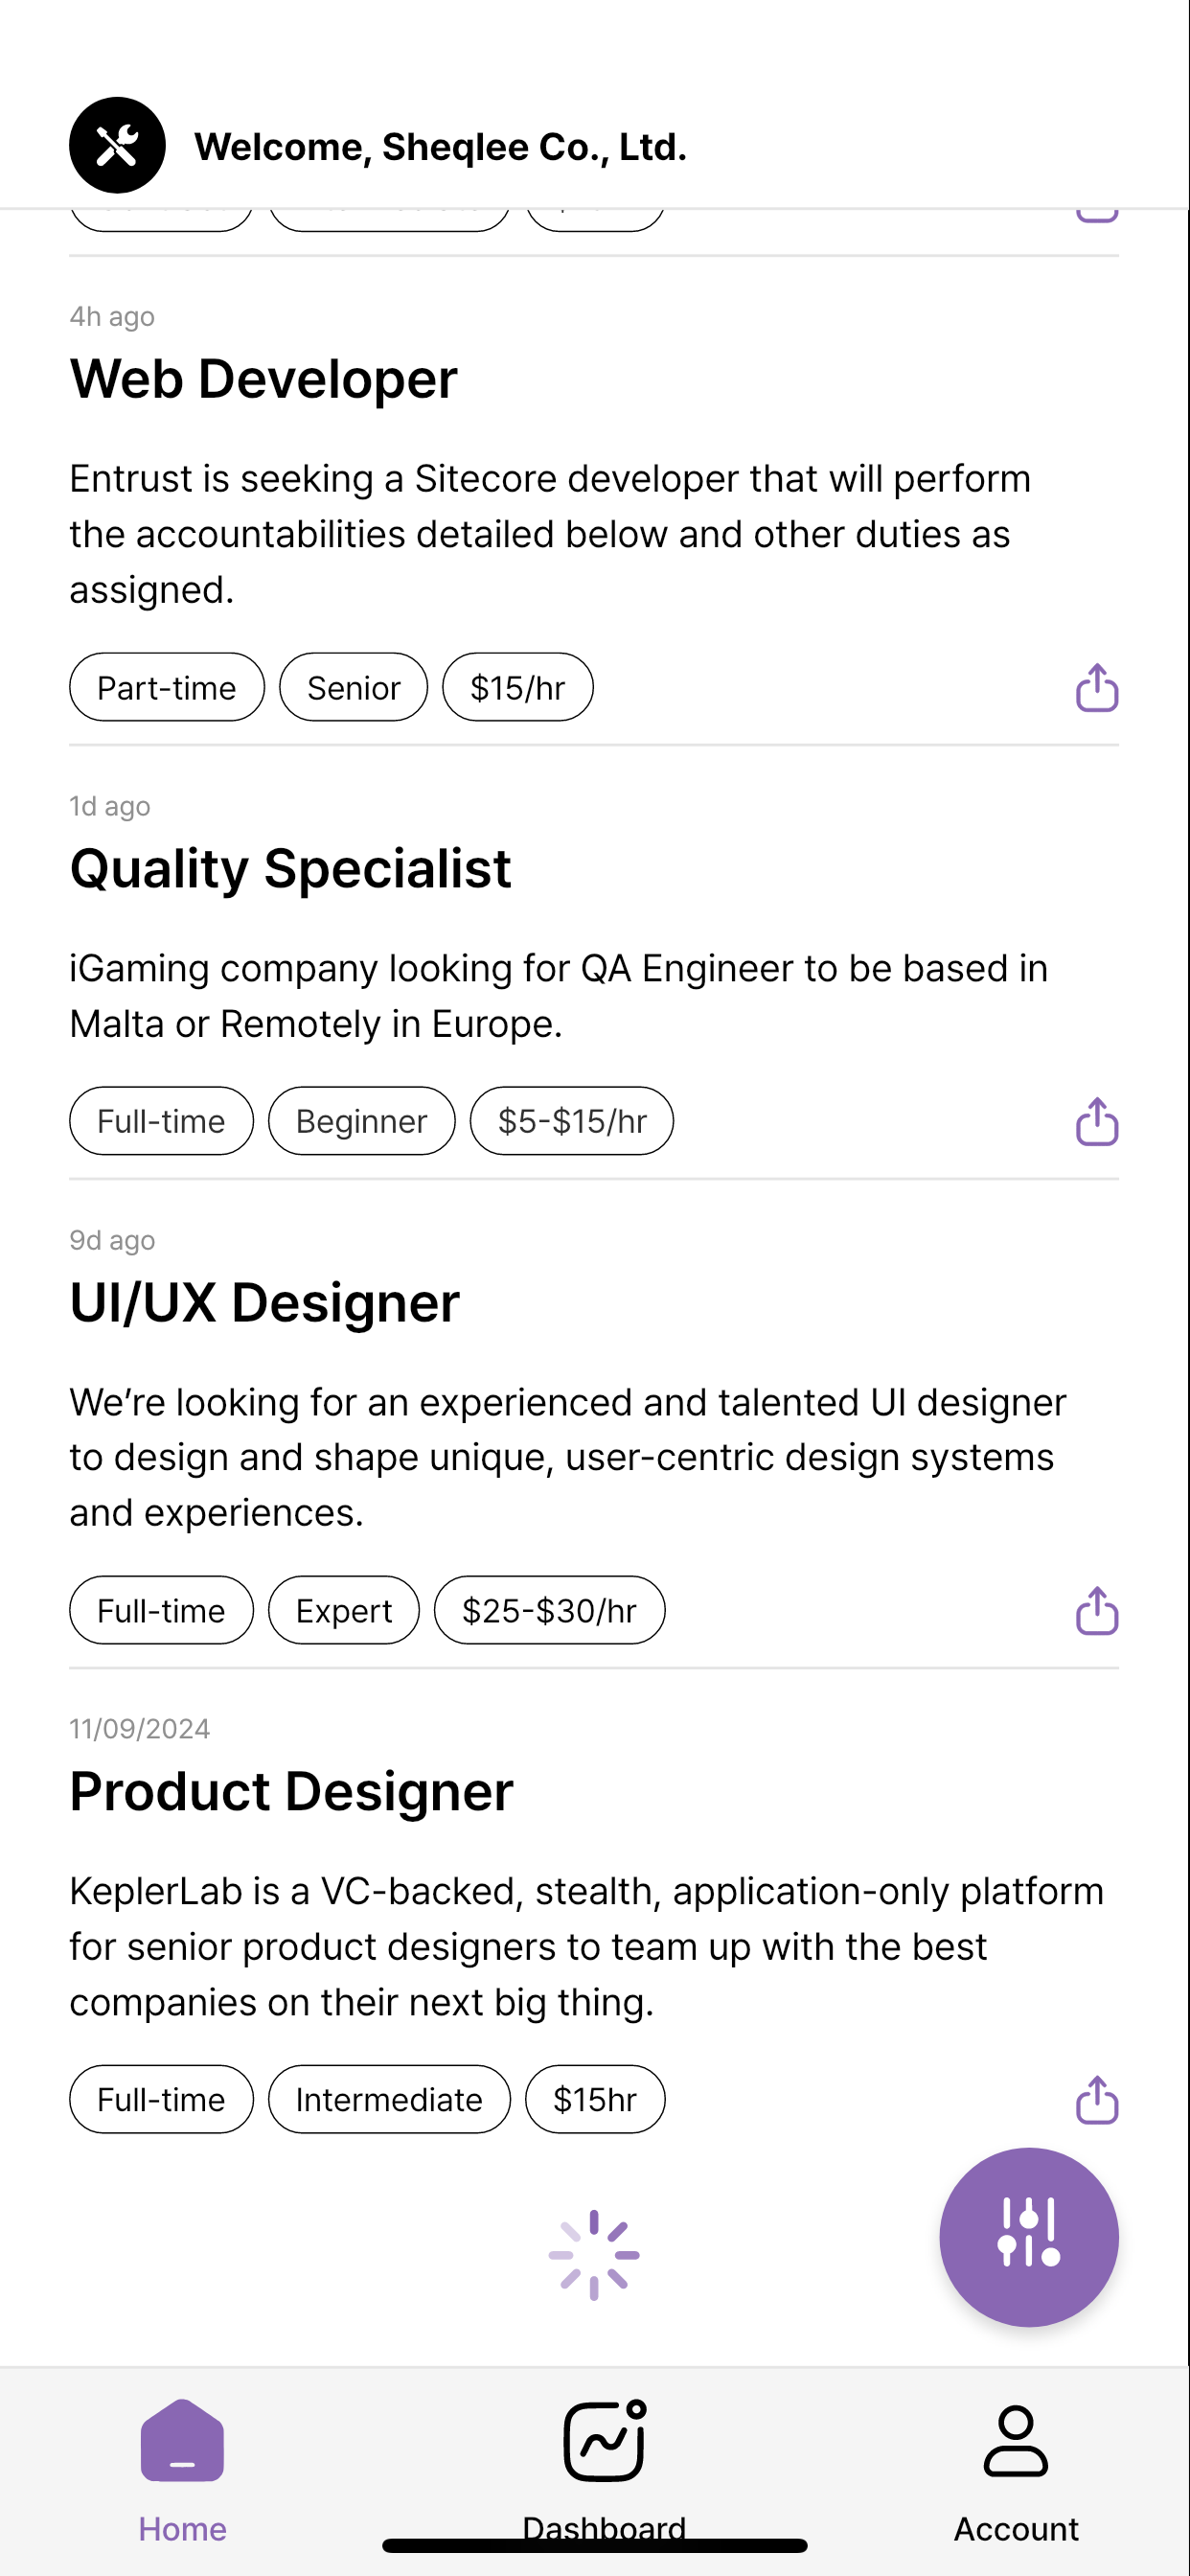 Welcome, Sheqlee Co., Ltd.
4h ago
Web Developer
Entrust is seeking a Sitecore developer that will perform
the accountabilities detailed below and other duties as
assigned.
Part-time Senior $15/hr
1d ago
Quality Specialist
iGaming company looking for QA Engineer to be based in
Malta or Remotely in Europe.
Full-time Beginner $5-$15/hr
9d ago
UI/UX Designer
We’re looking for an experienced and talented UI designer
to design and shape unique, user-centric design systems
and experiences.
Full-time Expert $25-$30/hr
11/09/2024
Product Designer
KeplerLab is a VC-backed, stealth, application-only platform
for senior product designers to team up with the best
companies on their next big thing.
Full-time Intermediate $15hr
Home Dashboard Account